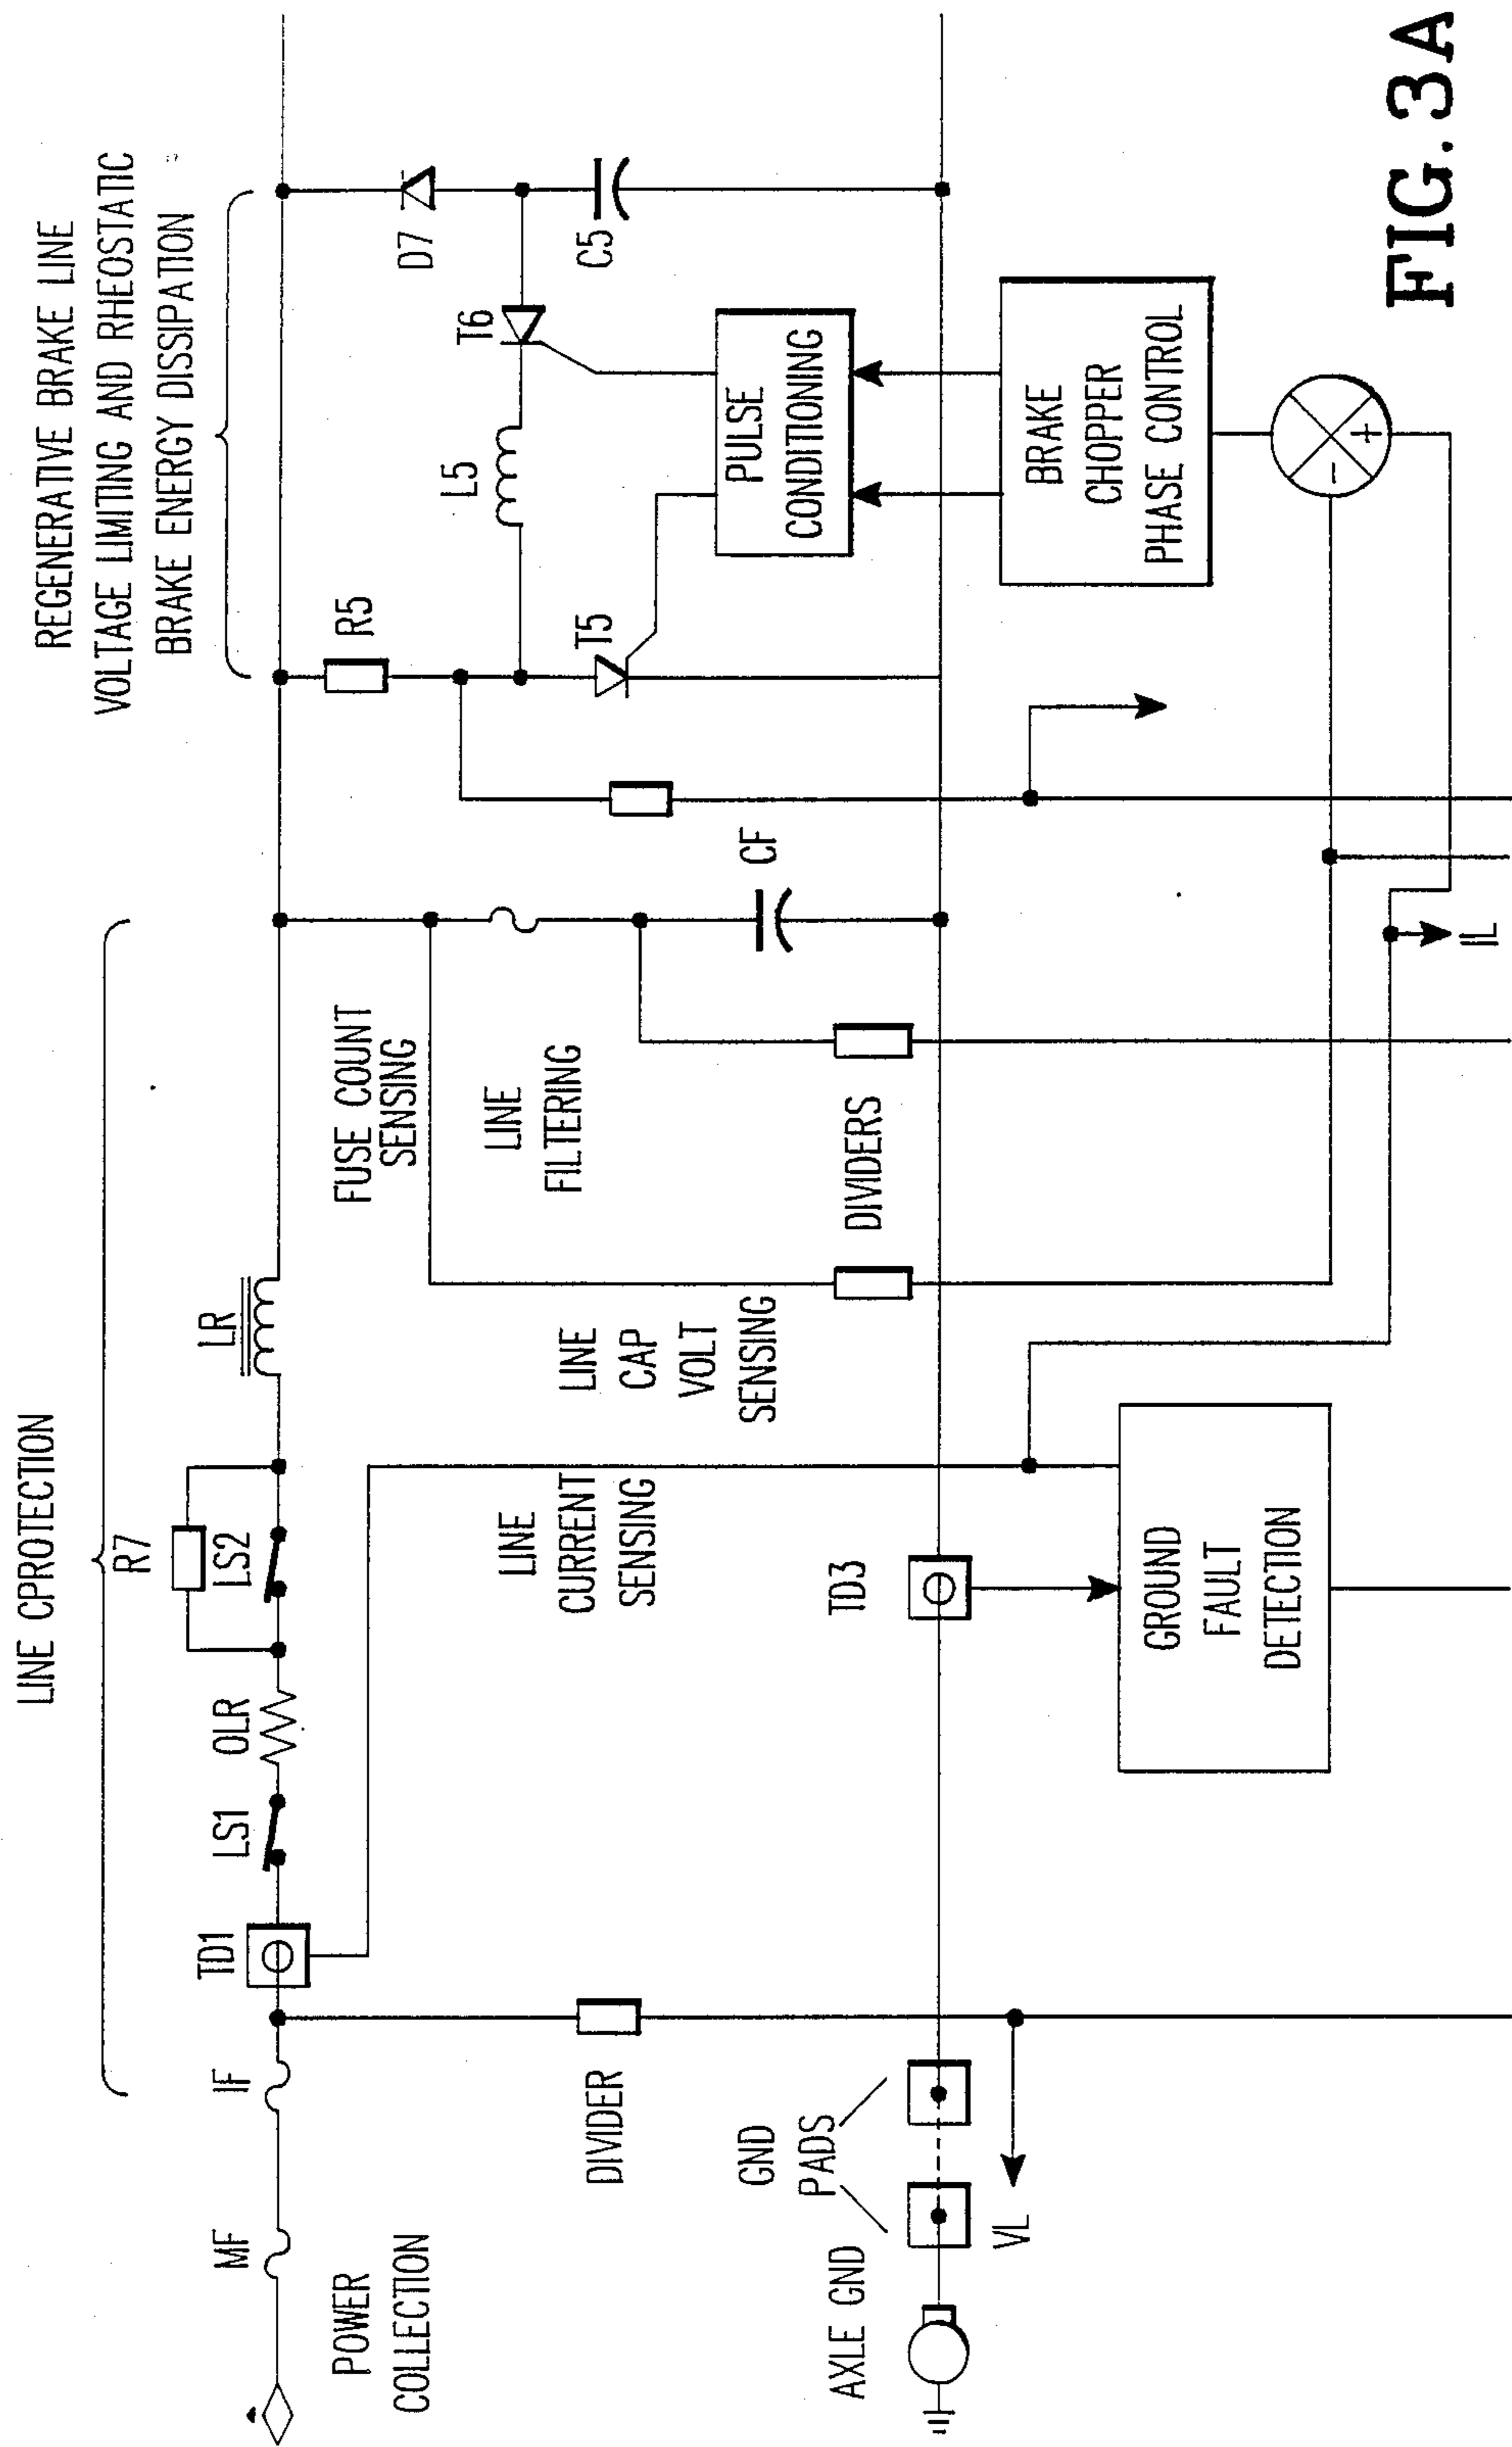 LINE CPROTECTION
REGENERATIVE BRAKE LINE
VOLTAGE LIMITING AND RHEOSTATIC
BRAKE ENERGY DISSIPATION
MF
IF
TD1
LS1
OLR
R7
LS2
LR
POWER
COLLECTION
DIVIDER
LINE
CURRENT
SENSING
LINE
CAP
VOLT
SENSING
FUSE COUNT
SENSING
LINE
FILTERING
DIVIDERS
CF
R5
T5
L5
T6
D7
C5
PULSE
CONDITIONING
BRAKE
CHOPPER
PHASE CONTROL
-
+
AXLE GND
GND
PADS
VL
TD3
GROUND
FAULT
DETECTION
IL
FIG. 3A